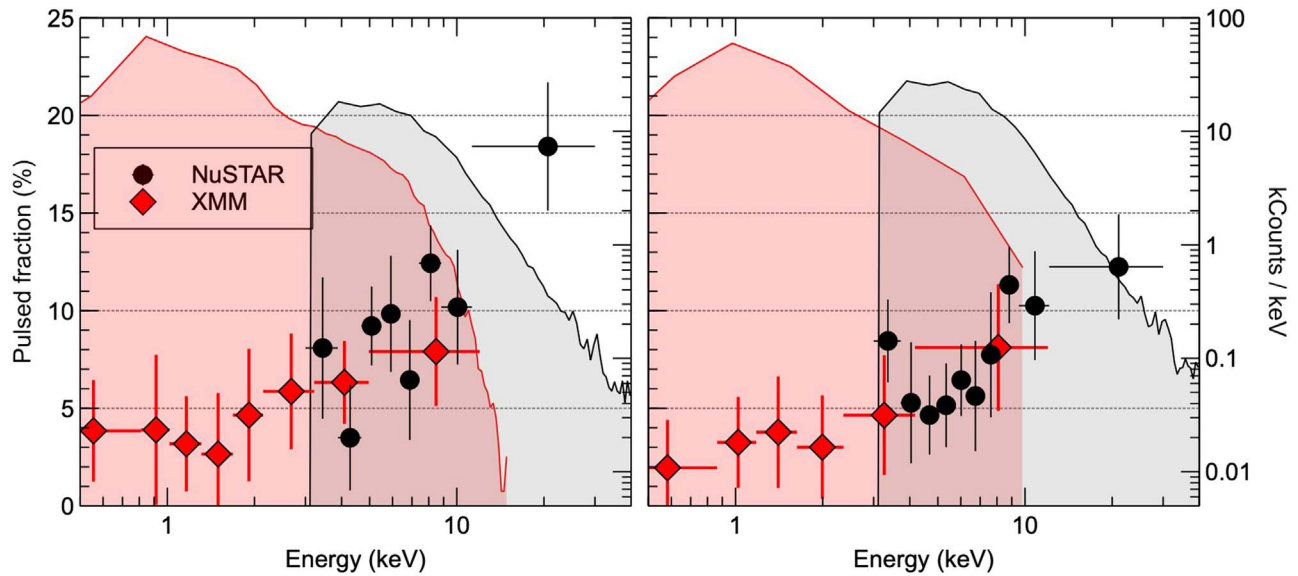 25
20
15
10
5
0
Pulsed fraction (%)
NuSTAR
XMM
1
10
Energy (keV)
1
10
Energy (keV)
100
10
1
0.1
0.01
kCounts / keV